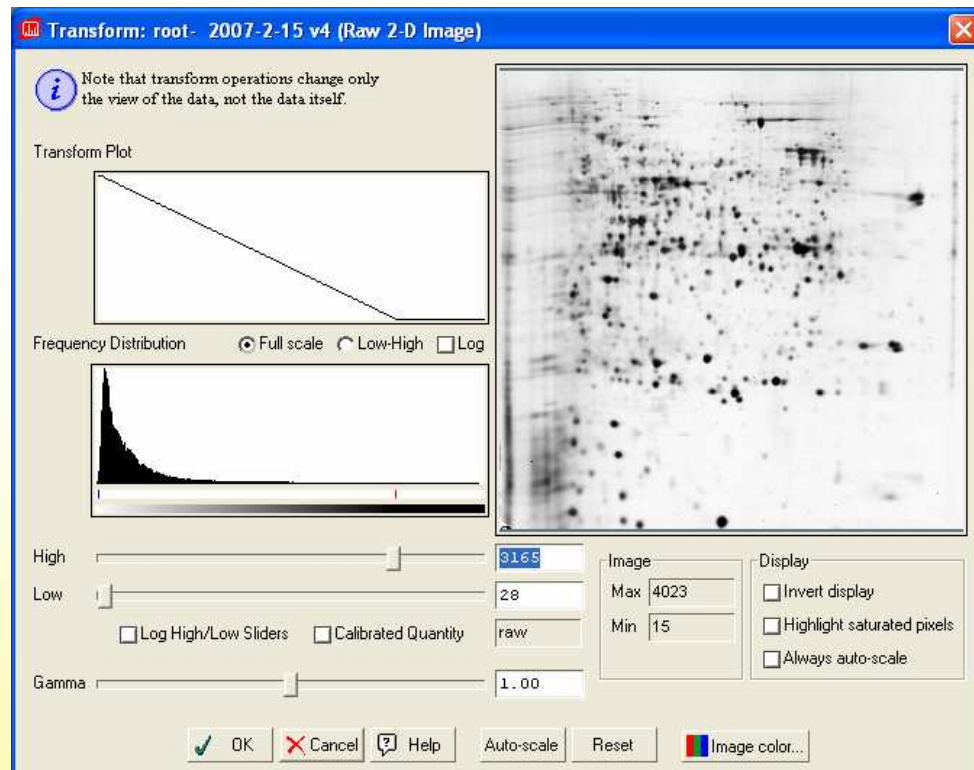 Transform: root- 2007-2-15 v4 (Raw 2-D Image)
Note that transform operations change only
the view of the data, not the data itself.
Transform Plot
Frequency Distribution Full scale Low-High Log
High 3165
Low 28
Log High/Low Sliders Calibrated Quantity raw
Gamma 1.00
Image
Max 4023
Min 15
Display
Invert display
Highlight saturated pixels
Always auto-scale
OK Cancel Help Auto-scale Reset Image color...